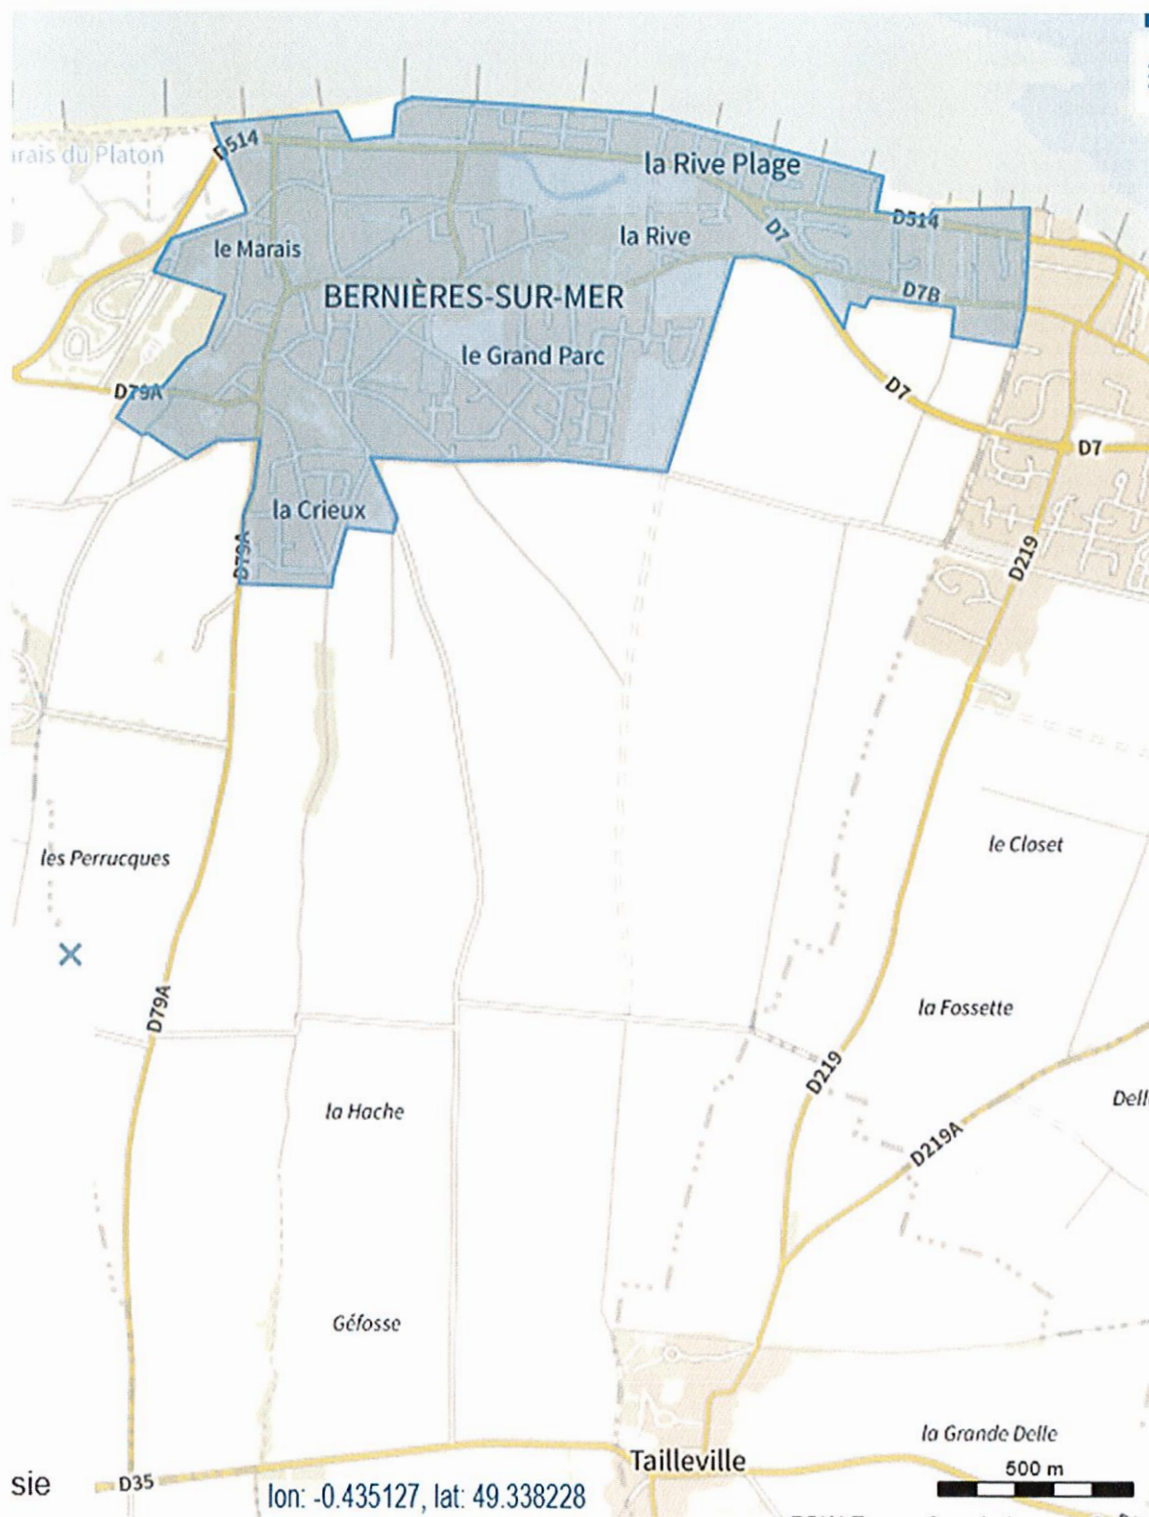 D514
arais du Platon
la Rive Plage
D514
le Marais
la Rive
D7
BERNIÈRES-SUR-MER
D7B
le Grand Parc
D79A
D7
D7
la Crieux
D79A
D219
les Perrucques
le Closet
D79A
la Fossette
D219
la Hache
Dell
D219A
Géfosse
la Grande Delle
Tailleville
500 m
sie
D35
lon: -0.435127, lat: 49.338228